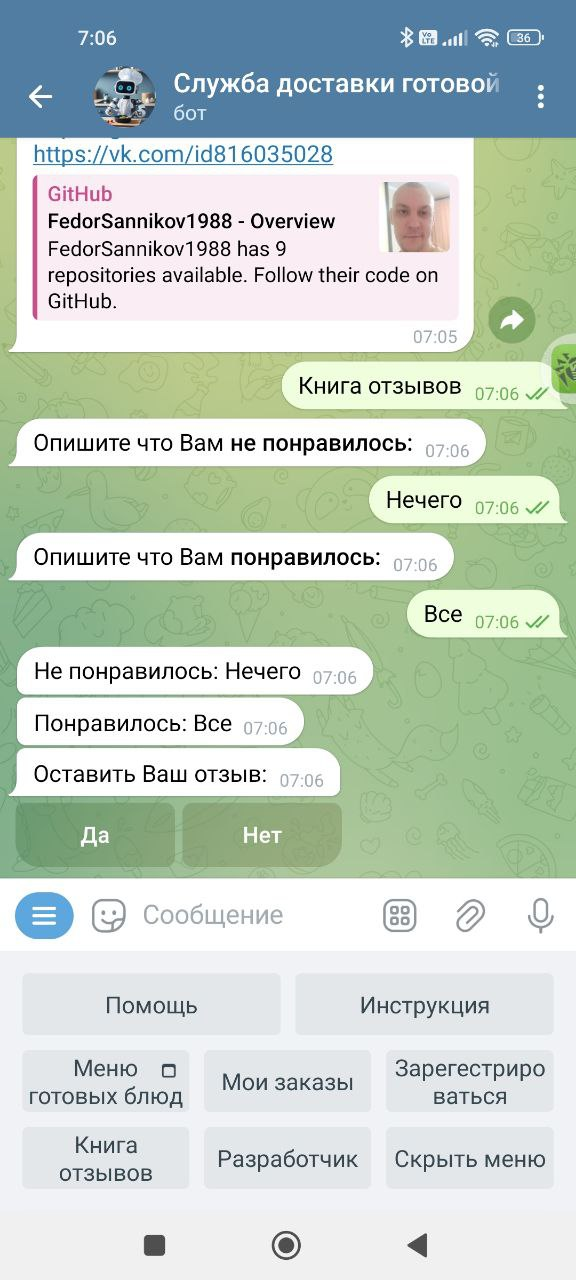 7:06
Vo
LTE
36
Служба доставки готовой
бот
https://vk.com/id816035028
GitHub
FedorSannikov1988 - Overview
FedorSannikov1988 has 9
repositories available. Follow their code on
GitHub.
07:05
Книга отзывов 07:06
Опишите что Вам не понравилось: 07:06
Нечего 07:06
Опишите что Вам понравилось: 07:06
Все 07:06
Не понравилось: Нечего 07:06
Понравилось: Все 07:06
Оставить Ваш отзыв: 07:06
Да
Нет
Сообщение
Помощь
Инструкция
Меню
готовых блюд
Мои заказы
Зарегестриро
ваться
Книга
отзывов
Разработчик
Скрыть меню